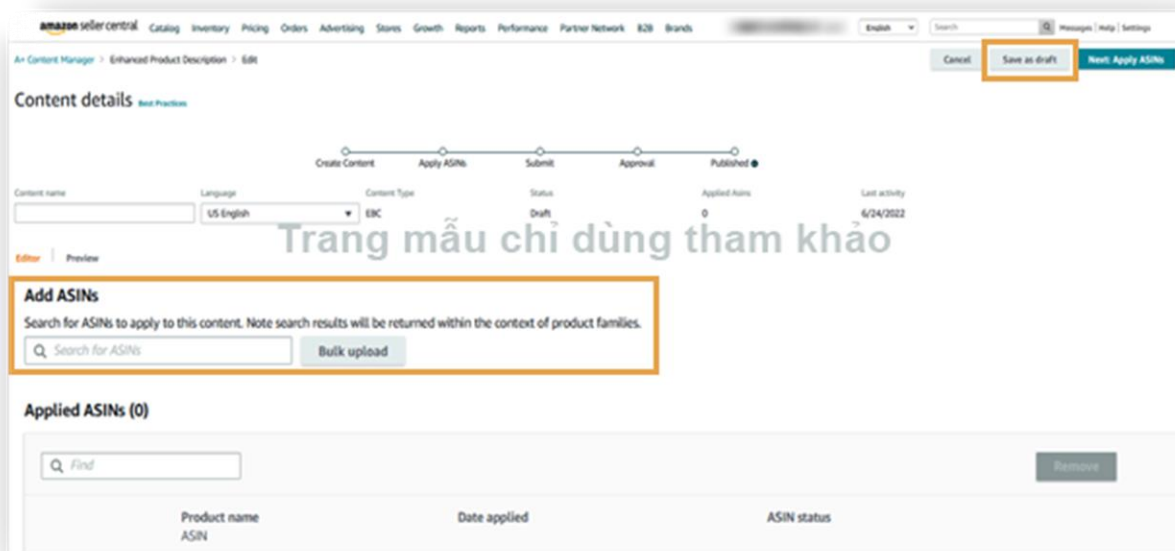 amazon seller central Catalog Inventory Pricing Orders Advertising Stores Growth Reports Performance Partner Network B2B Brands English Search Messages | Help | Settings
A+ Content Manager > Enhanced Product Description > Edit Cancel Save as draft Next: Apply ASINs
Content details Best Practices
Create Content Apply ASINs Submit Approval Published
Content name Language Content Type Status Applied Asins Last activity
US English EBC Draft 0 6/24/2022
Trang mẫu chỉ dùng tham khảo
Editor Preview
Add ASINs
Search for ASINs to apply to this content. Note search results will be returned within the context of product families.
Search for ASINs Bulk upload
Applied ASINs (0)
Find Remove
Product name Date applied ASIN status
ASIN